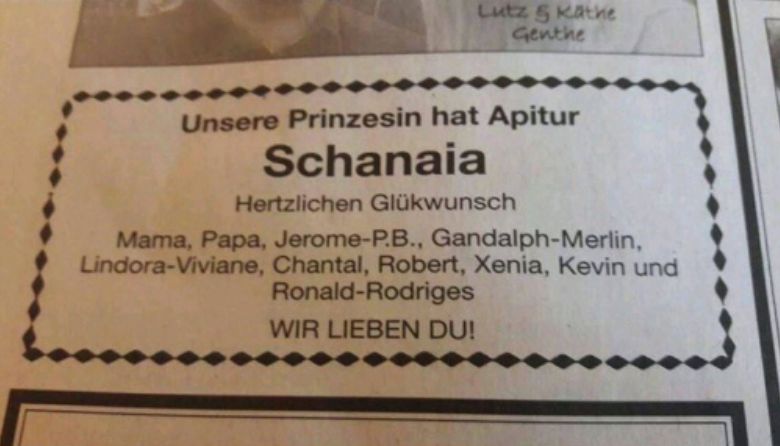 Lutz & Käthe
Genthe
Unsere Prinzesin hat Apitur
Schanaia
Hertzlichen Glükwunsch
Mama, Papa, Jerome-P.B., Gandalph-Merlin,
Lindora-Viviane, Chantal, Robert, Xenia, Kevin und
Ronald-Rodriges
WIR LIEBEN DU!